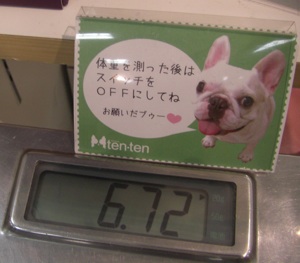 体重を測った後は
スイッチを
OFFにしてね
お願いだブゥー
ten-ten
6.72